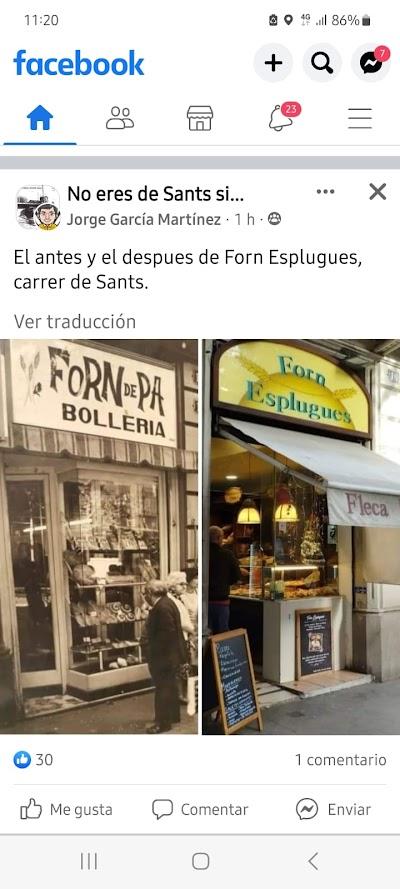 11:20
4G
86%
facebook
7
23
No eres de Sants si...
Jorge García Martínez · 1 h ·
El antes y el despues de Forn Esplugues,
carrer de Sants.
Ver traducción
FORN DE PA
BOLLERIA
Forn
Esplugues
Fleca
30
1 comentario
Me gusta
Comentar
Enviar